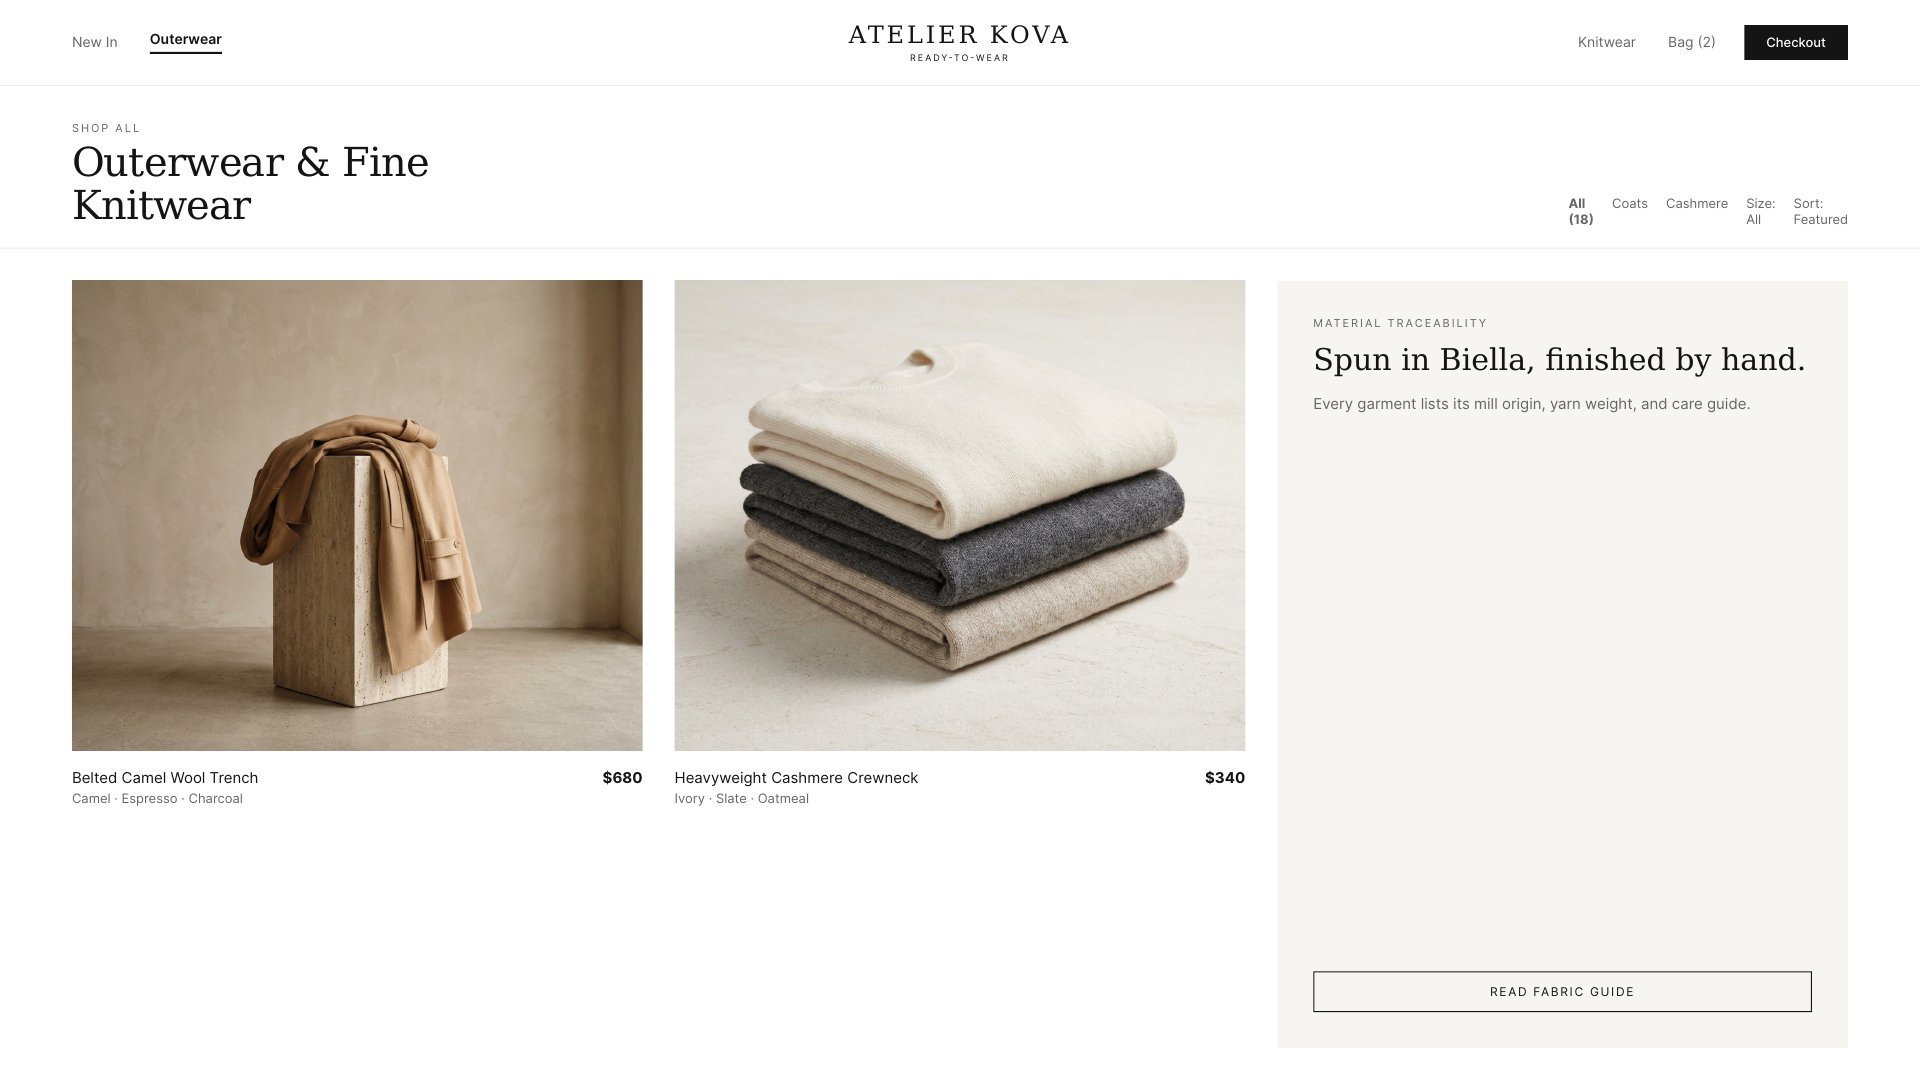 New In
Outerwear
ATELIER KOVA
READY-TO-WEAR
Knitwear
Bag (2)
Checkout
SHOP ALL
Outerwear & Fine
Knitwear
All
(18)
Coats
Cashmere
Size:
All
Sort:
Featured
Belted Camel Wool Trench
$680
Camel · Espresso · Charcoal
Heavyweight Cashmere Crewneck
$340
Ivory · Slate · Oatmeal
MATERIAL TRACEABILITY
Spun in Biella, finished by hand.
Every garment lists its mill origin, yarn weight, and care guide.
READ FABRIC GUIDE